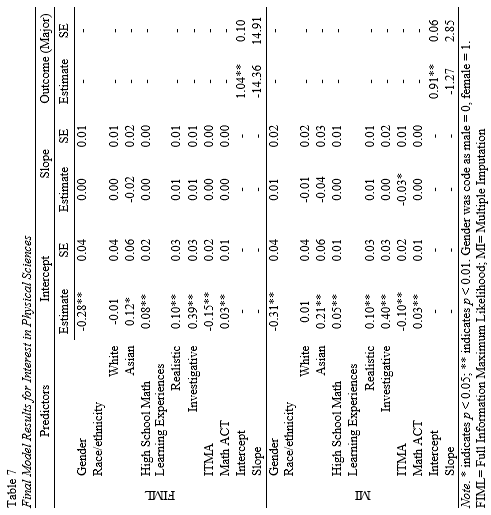 Table 7
Final Model Results for Interest in Physical Sciences
Predictors Intercept Slope Outcome (Major)
Estimate SE Estimate SE Estimate SE
FIML
Gender -0.28** 0.04 0.00 0.01 - -
Race/ethnicity
White -0.01 0.04 0.00 0.01 - -
Asian 0.12* 0.06 -0.02 0.02 - -
High School Math 0.08** 0.02 0.00 0.00 - -
Learning Experiences
Realistic 0.10** 0.03 0.01 0.01 - -
Investigative 0.39** 0.03 0.01 0.01 - -
ITMA -0.15** 0.02 0.00 0.00 - -
Math ACT 0.03** 0.01 0.00 0.00 - -
Intercept - - - - 1.04** 0.10
Slope - - - - -14.36 14.91
MI
Gender -0.31** 0.04 0.01 0.02 - -
Race/ethnicity
White 0.01 0.04 -0.01 0.02 - -
Asian 0.21** 0.06 -0.04 0.03 - -
High School Math 0.05** 0.01 0.00 0.01 - -
Learning Experiences
Realistic 0.10** 0.03 0.01 0.01 - -
Investigative 0.40** 0.03 0.00 0.02 - -
ITMA -0.10** 0.02 -0.03* 0.01 - -
Math ACT 0.03** 0.01 0.00 0.00 - -
Intercept - - - - 0.91** 0.06
Slope - - - - -1.27 2.85
Note. * indicates p < 0.05; ** indicates p < 0.01. Gender was code as male = 0, female = 1.
FIML= Full Information Maximum Likelihood; MI= Multiple Imputation